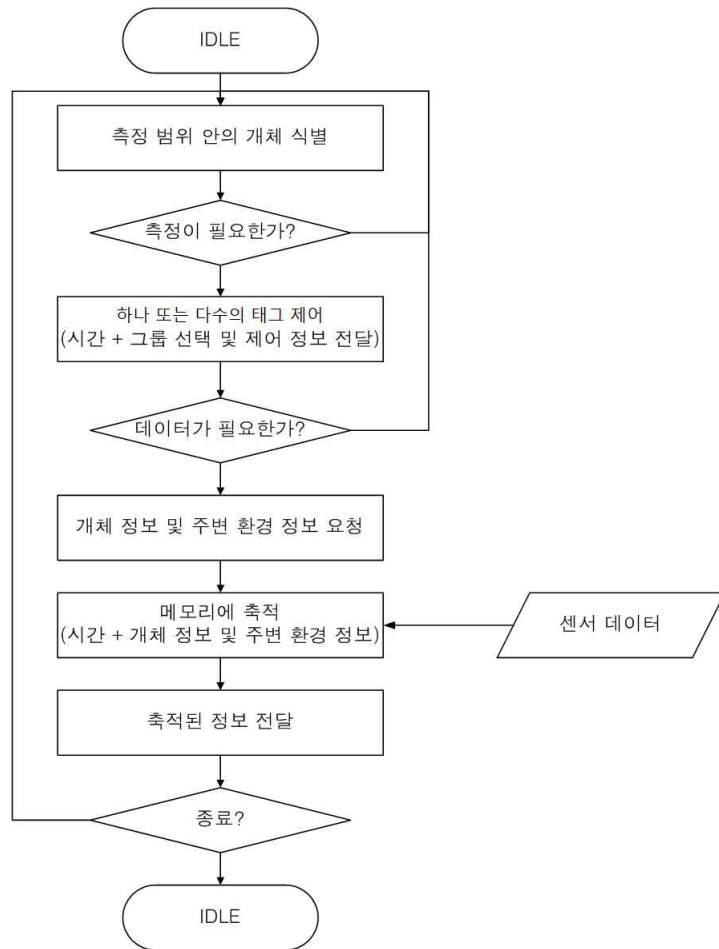 IDLE
측정 범위 안의 개체 식별
측정이 필요한가?
하나 또는 다수의 태그 제어
(시간 + 그룹 선택 및 제어 정보 전달)
데이터가 필요한가?
개체 정보 및 주변 환경 정보 요청
메모리에 축적
(시간 + 개체 정보 및 주변 환경 정보)
센서 데이터
축적된 정보 전달
종료?
IDLE